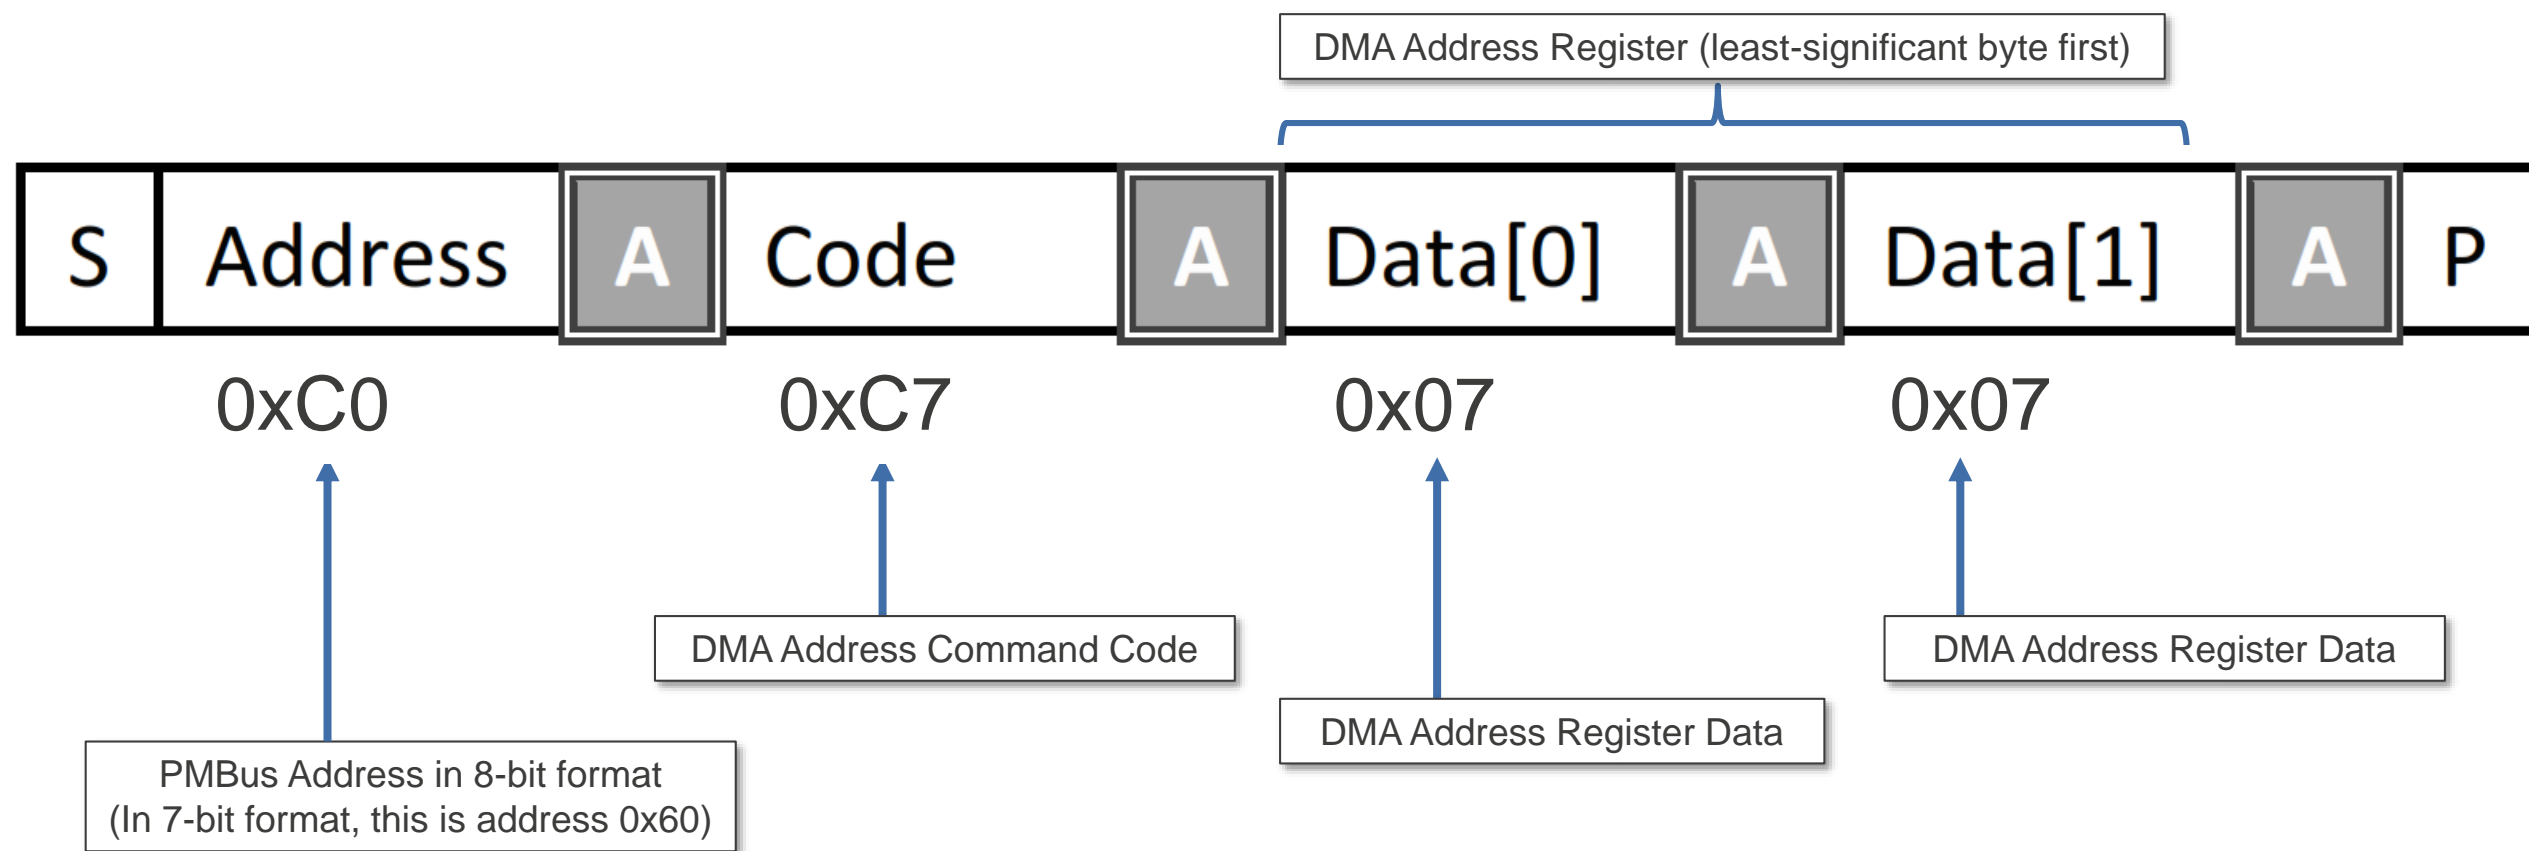 DMA Address Register (least-significant byte first)
S Address A Code A Data[0] A Data[1] A P
0xC0 0xC7 0x07 0x07
DMA Address Command Code
DMA Address Register Data
DMA Address Register Data
PMBus Address in 8-bit format
(In 7-bit format, this is address 0x60)